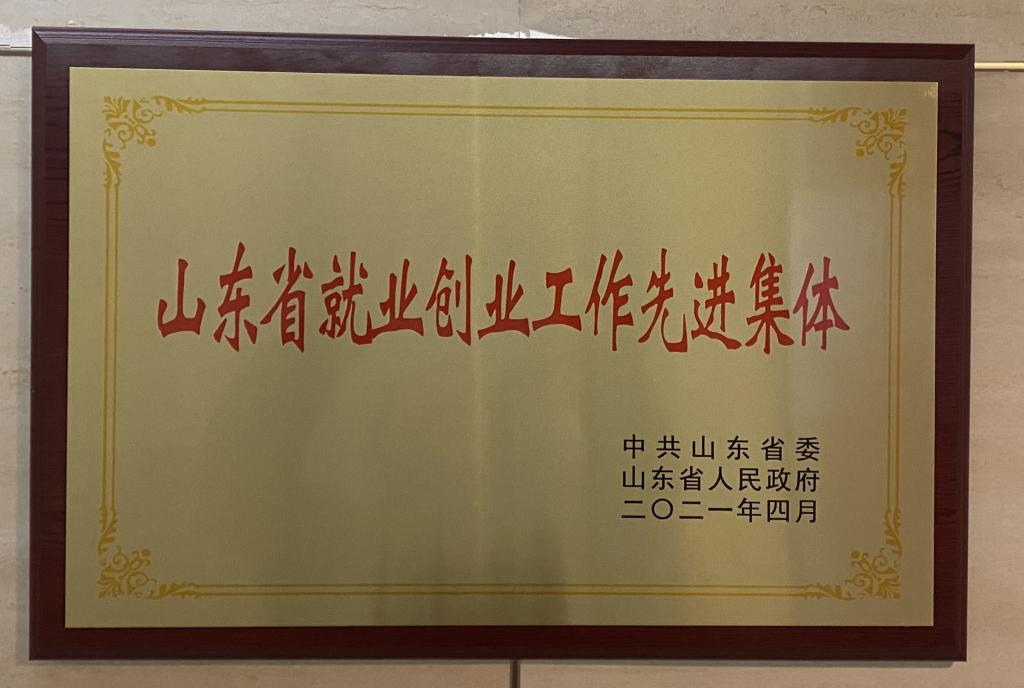 山东省就业创业工作先进集体
中共山东省委
山东省人民政府
二〇二一年四月